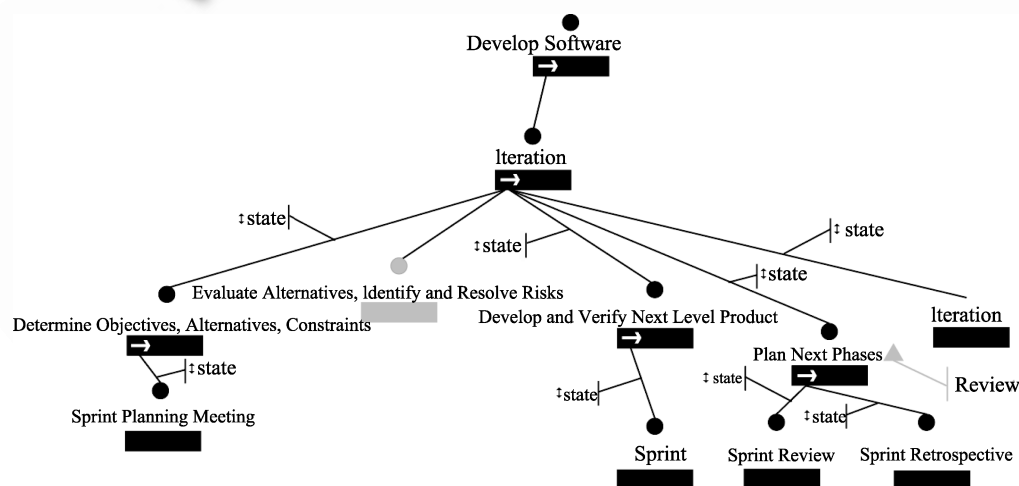 Develop Software
→
Iteration
→
↕state
↕state
↕ state
↕state
Evaluate Alternatives, Identify and Resolve Risks
Determine Objectives, Alternatives, Constraints
→
Develop and Verify Next Level Product
→
Iteration
Plan Next Phases
→
Review
↕state
↕state
↕ state
↕state
Sprint Planning Meeting
Sprint
Sprint Review
Sprint Retrospective